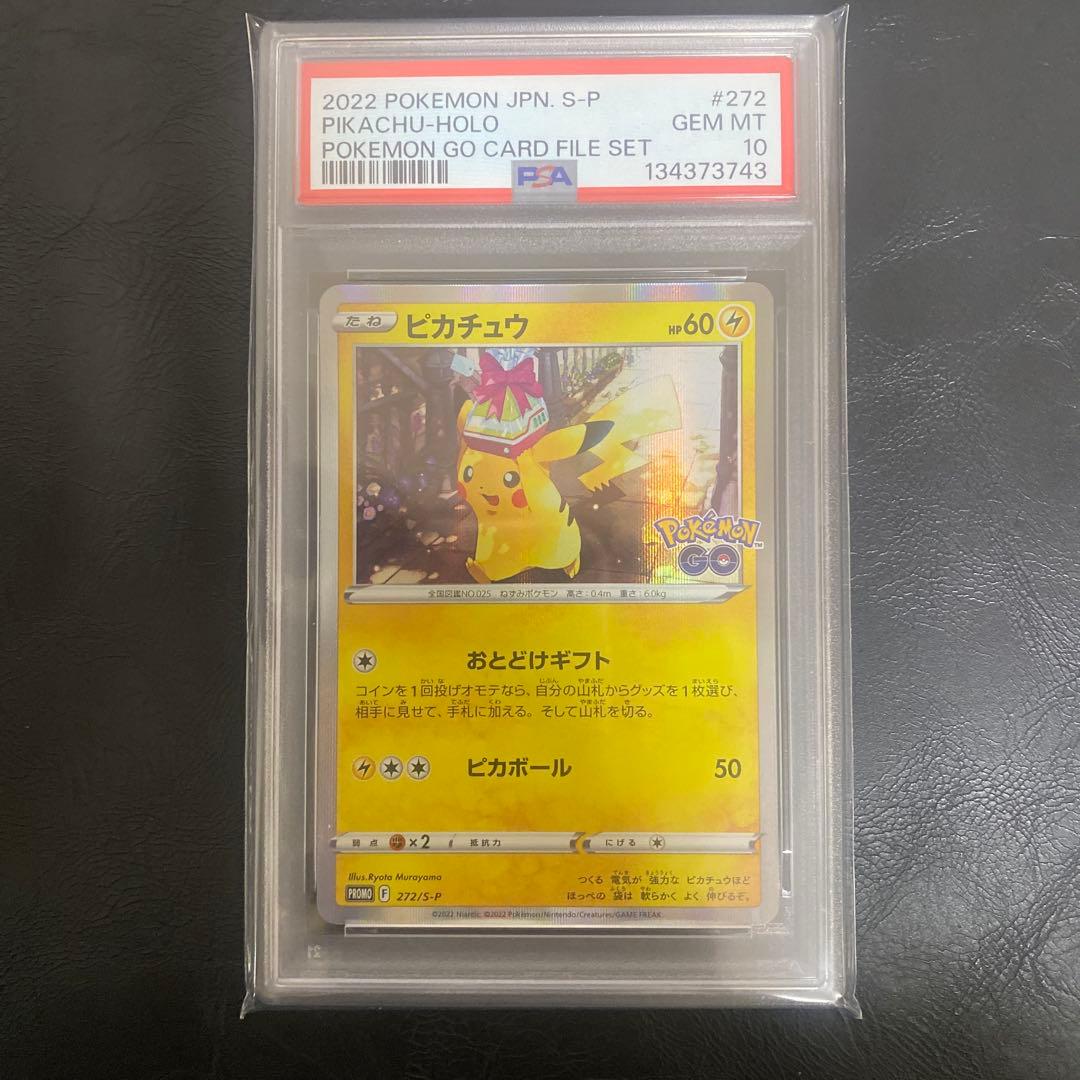 2022 POKEMON JPN. S-P #272
PIKACHU-HOLO GEM MT
POKEMON GO CARD FILE SET 10
PSA 134373743
たね ピカチュウ HP60
POKéMON
GO
全国図鑑NO.025 ねずみポケモン 高さ:0.4m 重さ:6.0kg
おとどけギフト
コインを1回投げオモテなら、自分の山札からグッズを1枚選び、
相手に見せて、手札に加える。そして山札を切る。
ピカボール 50
弱点 ×2 抵抗力 にげる
Illus.Ryota Murayama
つくる 電気が 強力な ピカチュウほど
PROMO F 272/S-P ほっぺの 袋は 軟らかく よく 伸びるぞ。
©2022 Niantic. ©2022 Pokémon/Nintendo/Creatures/GAME FREAK